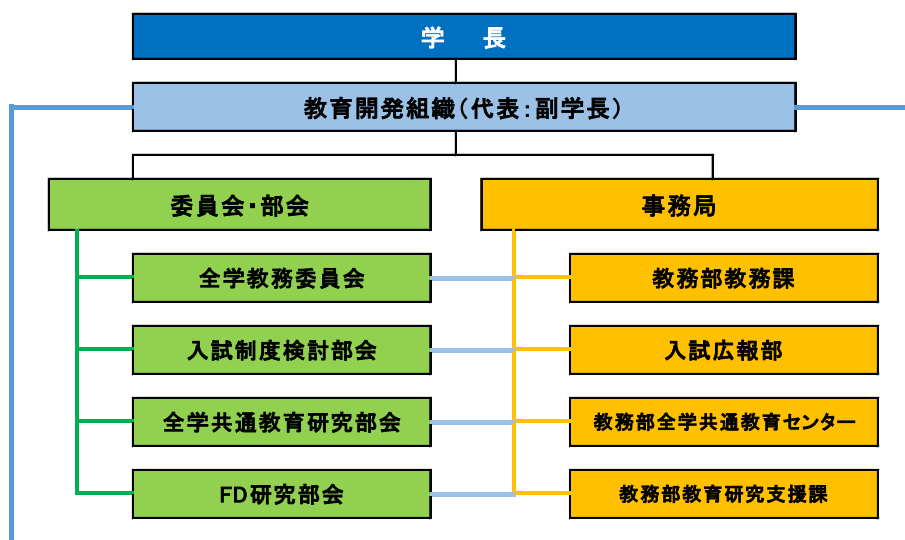 学　長
教育開発組織（代表：副学長）
委員会・部会
事務局
全学教務委員会
教務部教務課
入試制度検討部会
入試広報部
全学共通教育研究部会
教務部全学共通教育センター
FD研究部会
教務部教育研究支援課